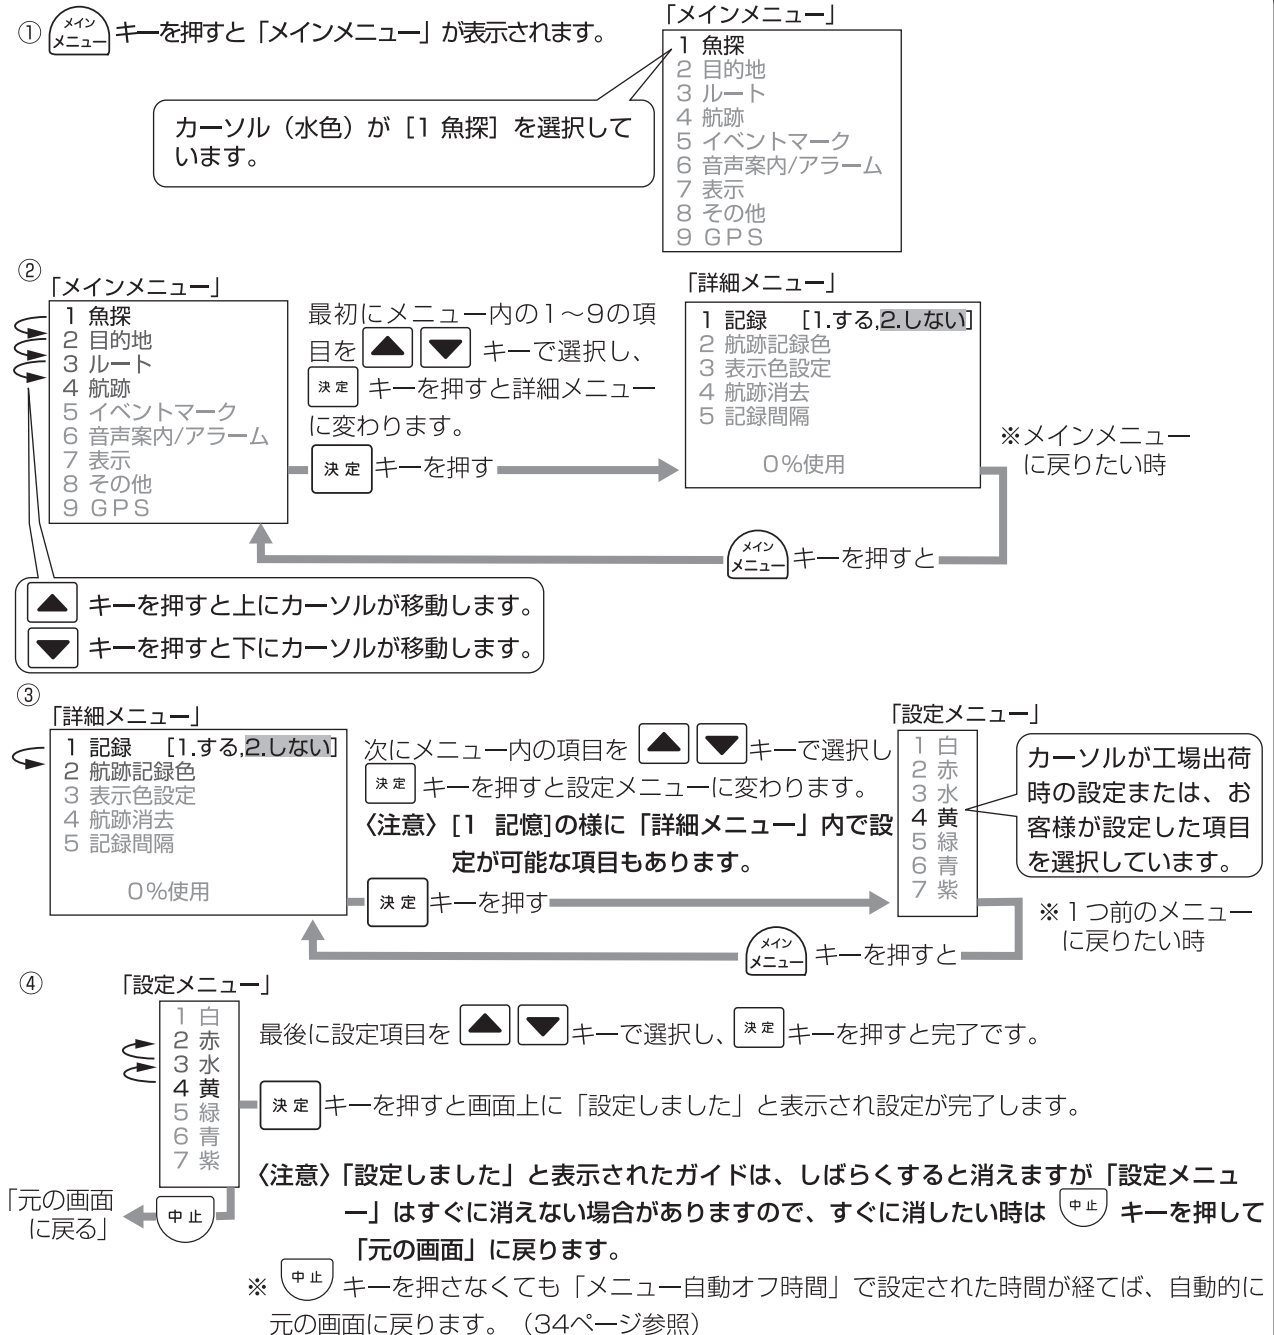 ① メインメニュー キーを押すと「メインメニュー」が表示されます。
「メインメニュー」
1 魚探
2 目的地
3 ルート
4 航跡
5 イベントマーク
6 音声案内/アラーム
7 表示
8 その他
9 GPS
カーソル（水色）が［1 魚探］を選択して
います。
②
「メインメニュー」
1 魚探
2 目的地
3 ルート
4 航跡
5 イベントマーク
6 音声案内/アラーム
7 表示
8 その他
9 GPS
最初にメニュー内の1～9の項
目を ▲ ▼ キーで選択し、
決定 キーを押すと詳細メニュー
に変わります。
決定 キーを押す
「詳細メニュー」
1 記録 [1.する,2.しない]
2 航跡記録色
3 表示色設定
4 航跡消去
5 記録間隔
0%使用
※メインメニュー
に戻りたい時
メインメニュー キーを押すと
▲ キーを押すと上にカーソルが移動します。
▼ キーを押すと下にカーソルが移動します。
③
「詳細メニュー」
1 記録 [1.する,2.しない]
2 航跡記録色
3 表示色設定
4 航跡消去
5 記録間隔
0%使用
次にメニュー内の項目を ▲ ▼ キーで選択し
決定 キーを押すと設定メニューに変わります。
〈注意〉[1 記憶]の様に「詳細メニュー」内で設
定が可能な項目もあります。
決定 キーを押す
「設定メニュー」
1 白
2 赤
3 水
4 黄
5 緑
6 青
7 紫
カーソルが工場出荷
時の設定または、お
客様が設定した項目
を選択しています。
※1つ前のメニュー
に戻りたい時
メインメニュー キーを押すと
④
「設定メニュー」
1 白
2 赤
3 水
4 黄
5 緑
6 青
7 紫
最後に設定項目を ▲ ▼ キーで選択し、決定 キーを押すと完了です。
決定 キーを押すと画面上に「設定しました」と表示され設定が完了します。
「元の画面
に戻る」
中止
〈注意〉「設定しました」と表示されたガイドは、しばらくすると消えますが「設定メニュ
ー」はすぐに消えない場合がありますので、すぐに消したい時は 中止 キーを押して
「元の画面」に戻ります。
※ 中止 キーを押さなくても「メニュー自動オフ時間」で設定された時間が経てば、自動的に
元の画面に戻ります。（34ページ参照）